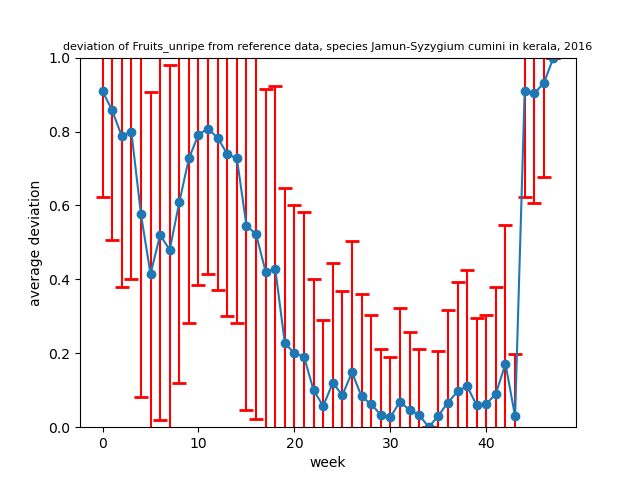 deviation of Fruits_unripe from reference data, species Jamun-Syzygium cumini in kerala, 2016
1.0
0.8
0.6
0.4
0.2
0.0
average deviation
0 10 20 30 40
week